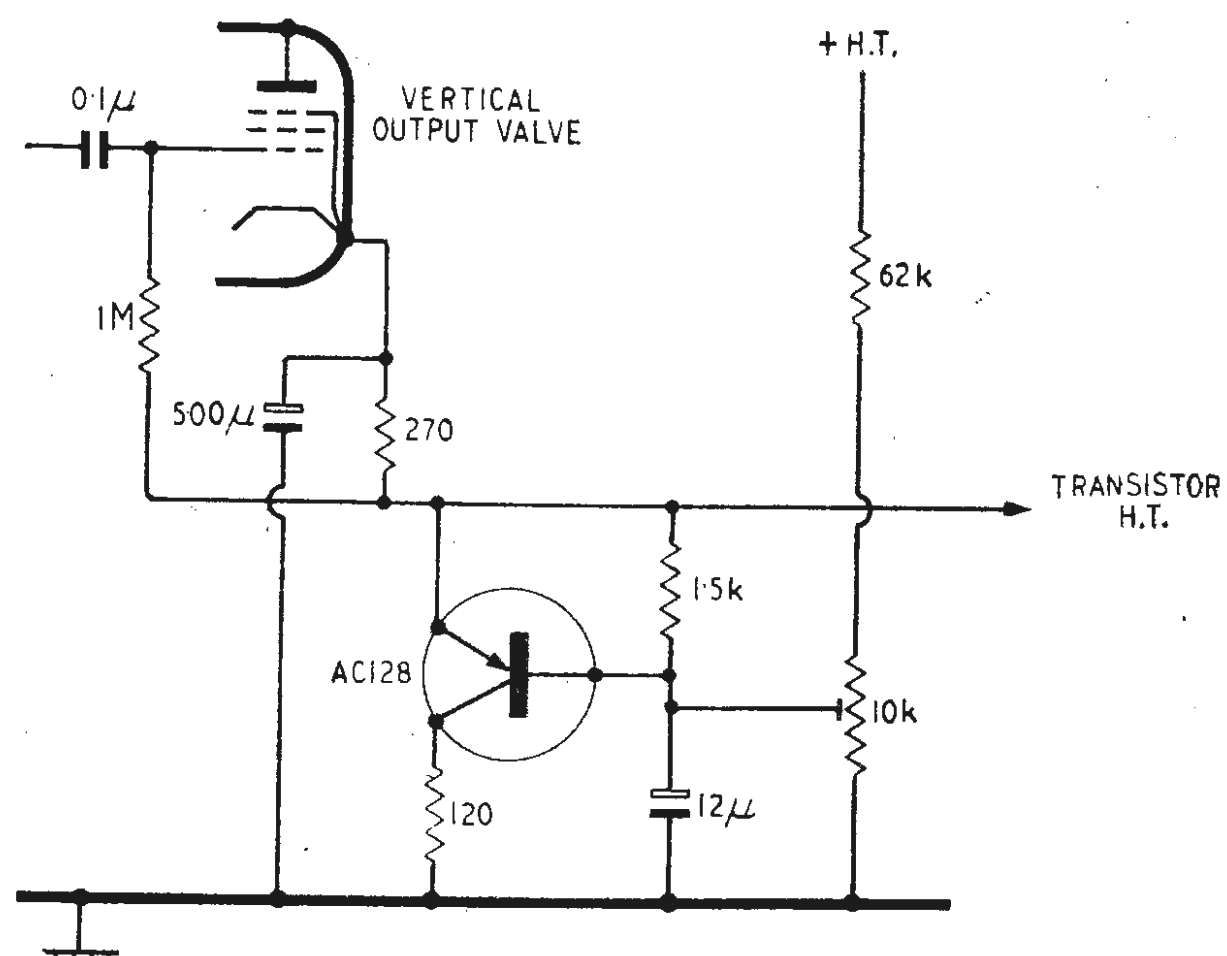 + H.T.
0·1μ
VERTICAL
OUTPUT VALVE
62k
1M
500μ
270
TRANSISTOR
H.T.
1·5k
AC128
10k
120
12μ